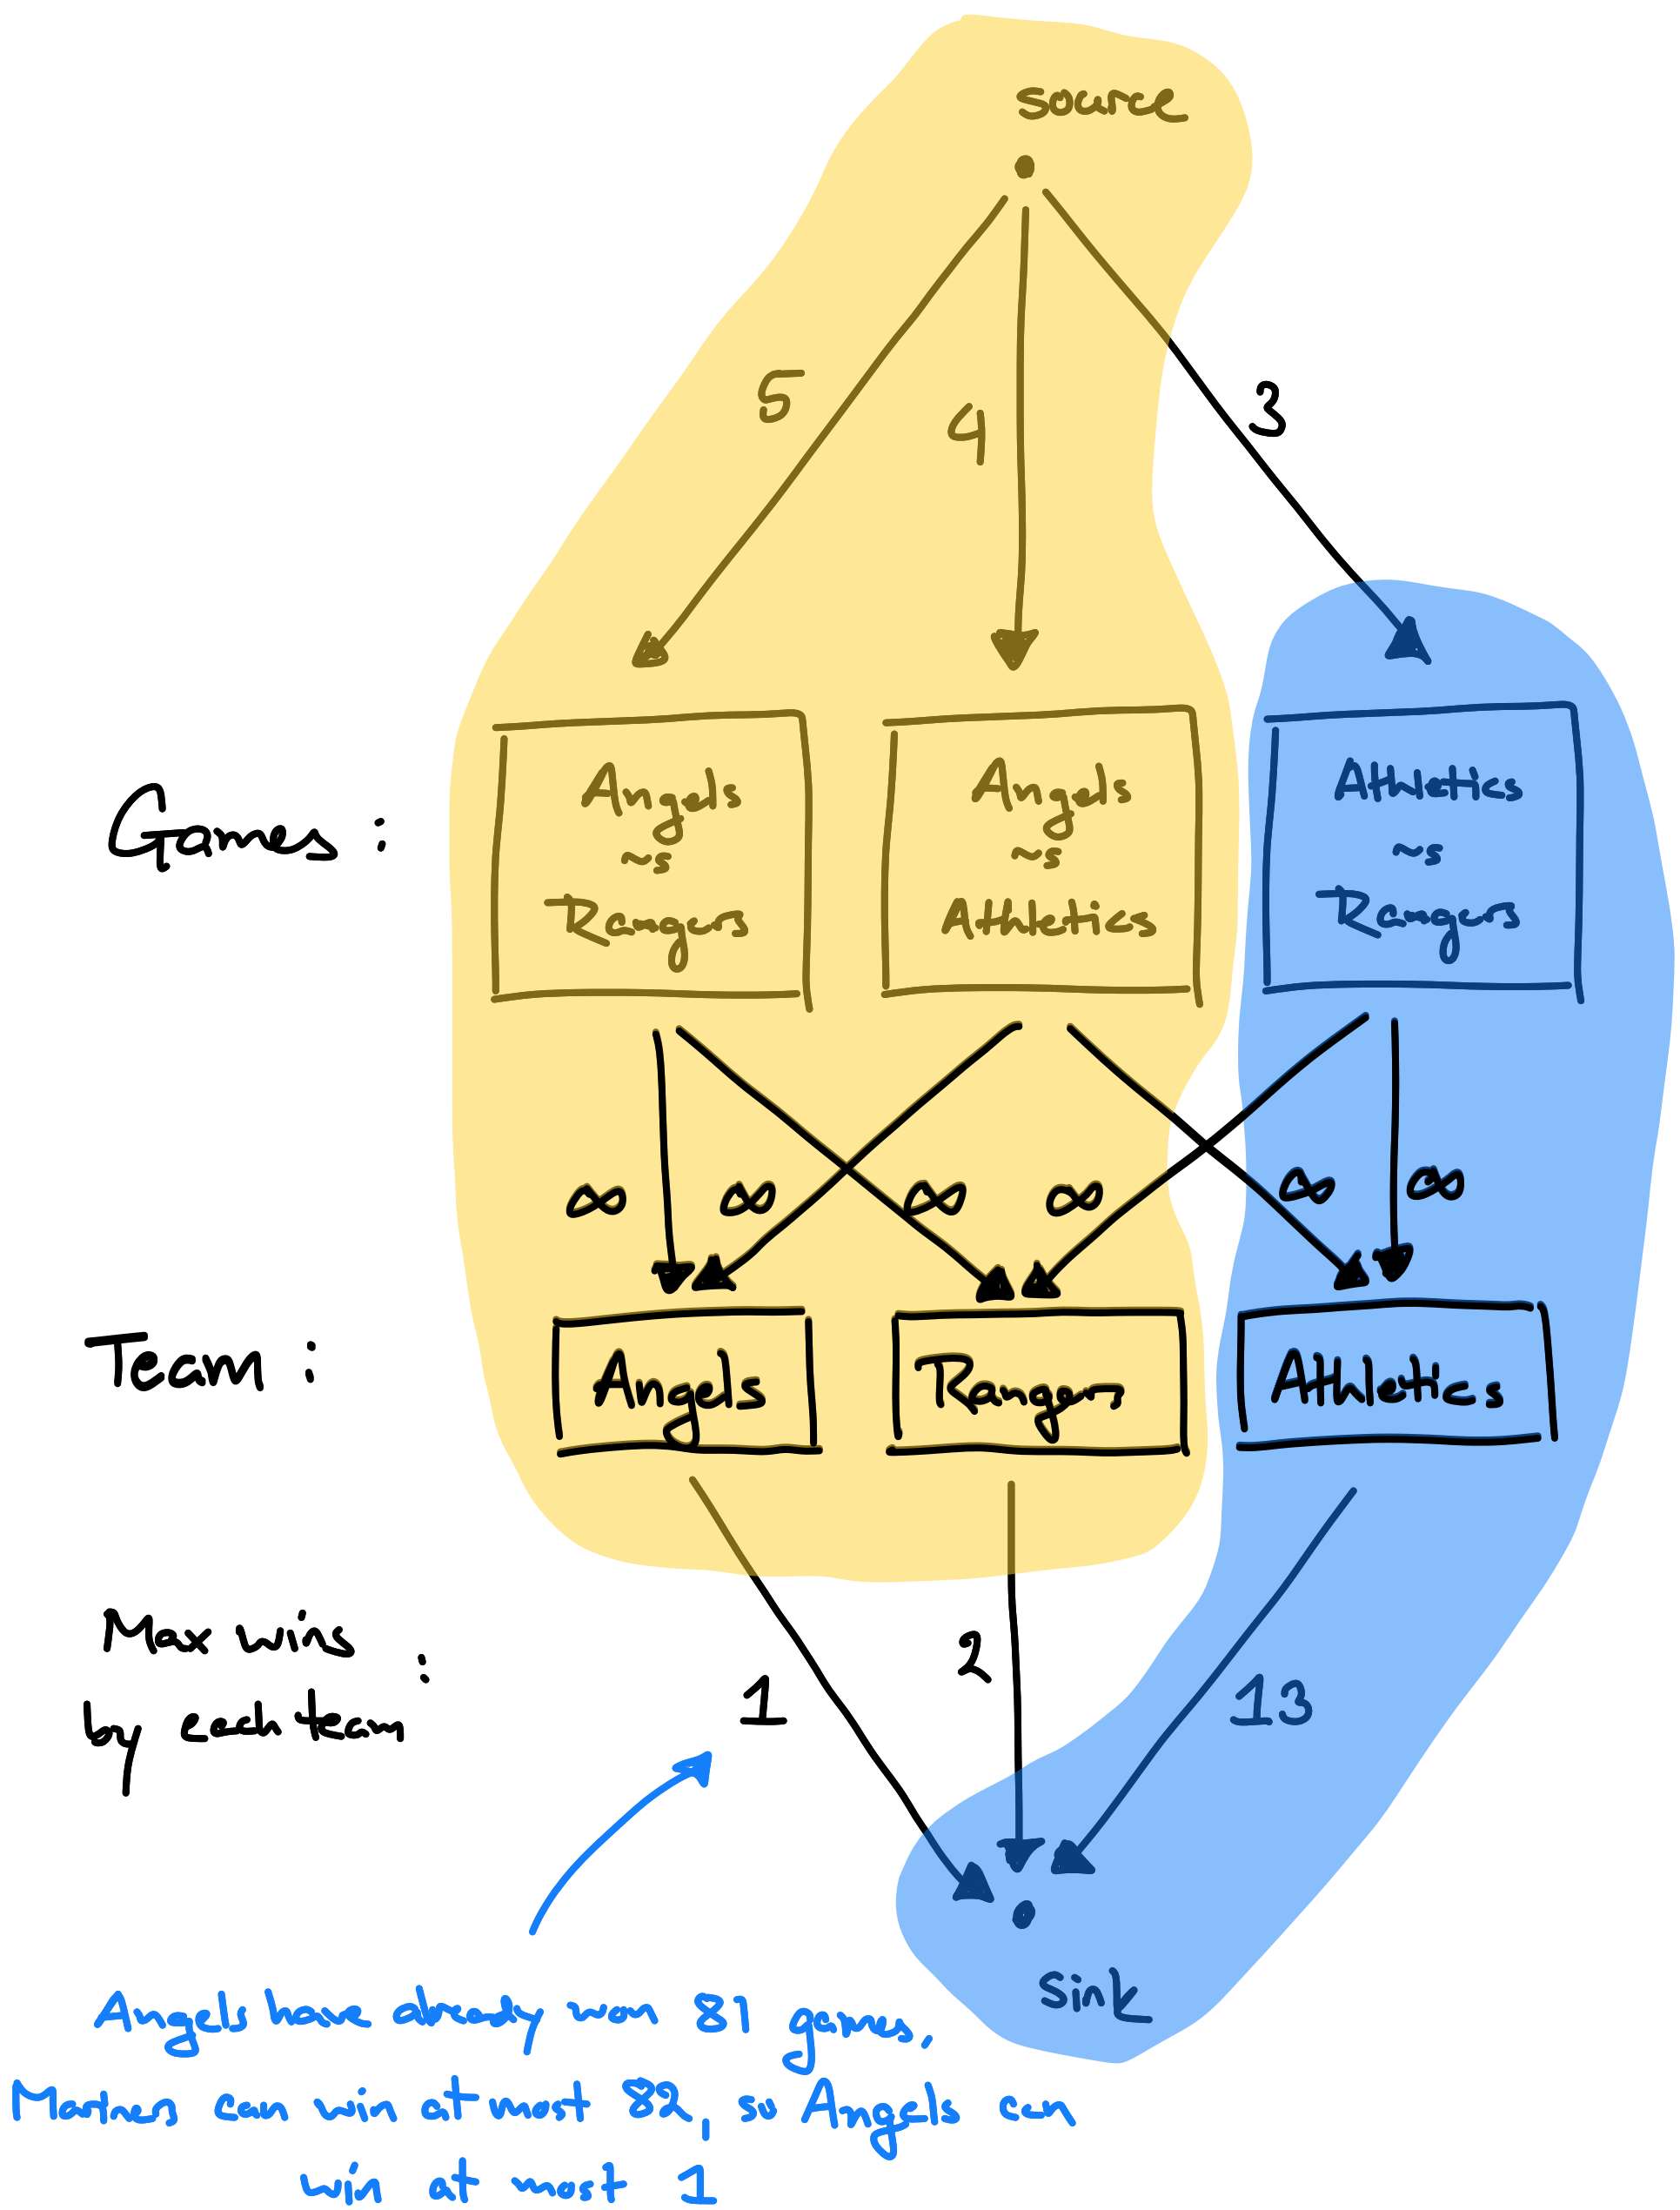 source
5
4
3
Games:
Angels
vs
Rangers
Angels
vs
Athletics
Athletics
vs
Rangers
∞ ∞ ∞ ∞ ∞ ∞
Team:
Angels
Rangers
Athletics
Max wins
by each team:
1
2
13
sink
Angels have already won 81 games,
Mariners can win at most 82, so Angels can
win at most 1